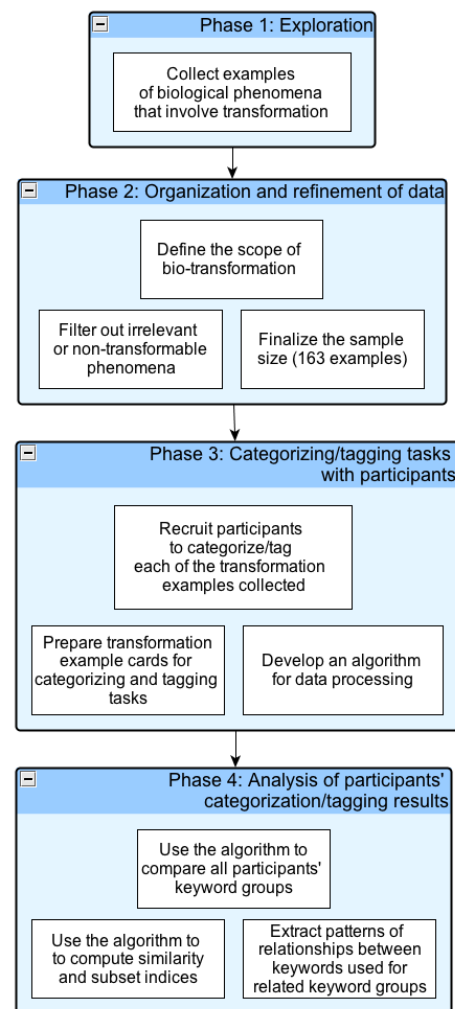 Phase 1: Exploration
Collect examples
of biological phenomena
that involve transformation
Phase 2: Organization and refinement of data
Define the scope of
bio-transformation
Filter out irrelevant
or non-transformable
phenomena
Finalize the sample
size (163 examples)
Phase 3: Categorizing/tagging tasks
with participants
Recruit participants
to categorize/tag
each of the transformation
examples collected
Prepare transformation
example cards for
categorizing and tagging
tasks
Develop an algorithm
for data processing
Phase 4: Analysis of participants'
categorization/tagging results
Use the algorithm to
compare all participants'
keyword groups
Use the algorithm to
to compute similarity
and subset indices
Extract patterns of
relationships between
keywords used for
related keyword groups